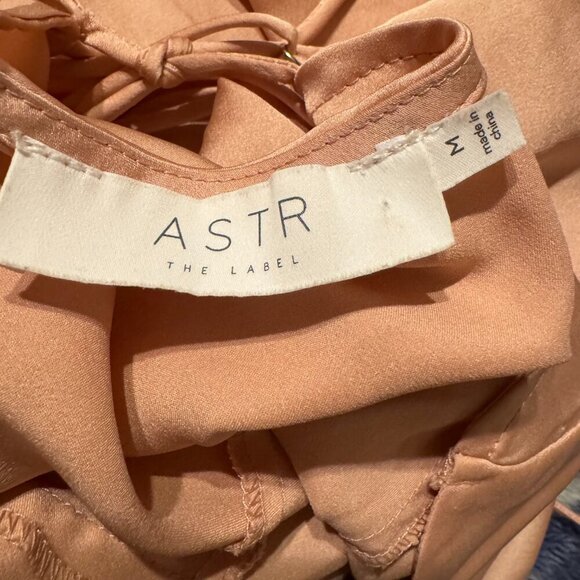 ASTR
THE LABEL
M
made in
china